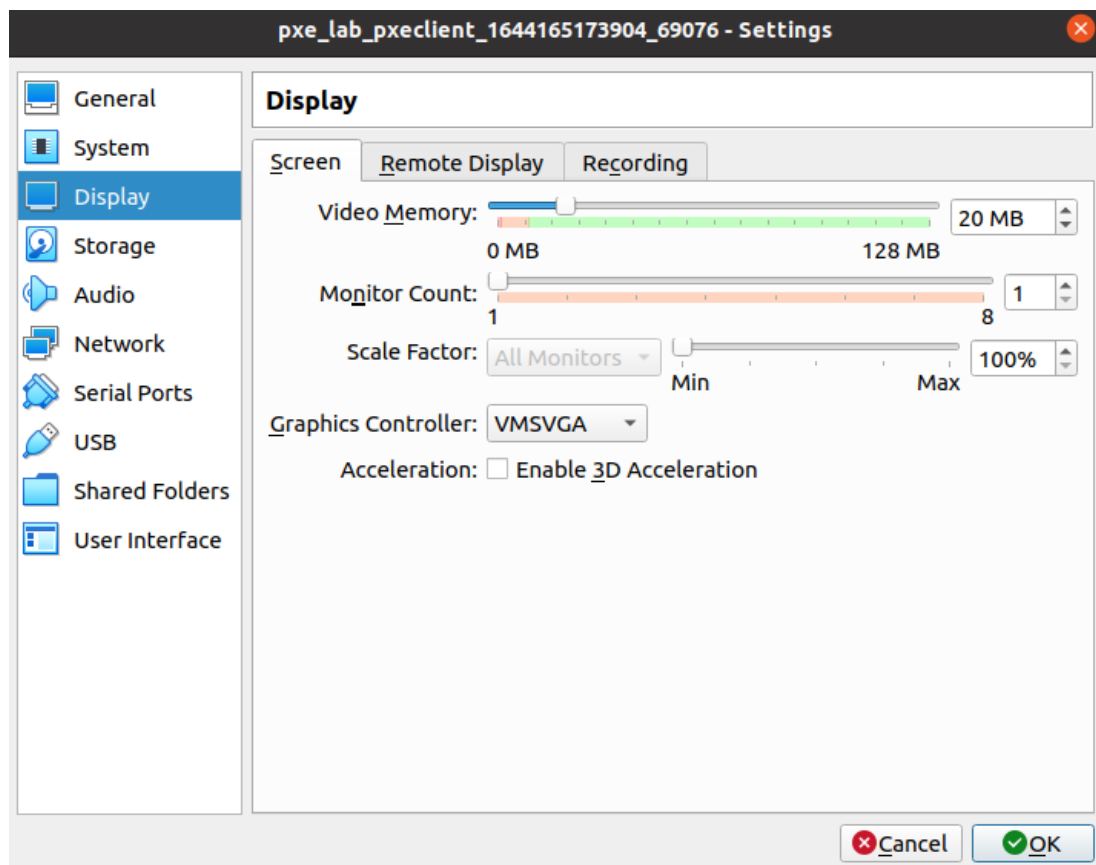 pxe_lab_pxeclient_1644165173904_69076 - Settings
General
System
Display
Storage
Audio
Network
Serial Ports
USB
Shared Folders
User Interface
Display
Screen Remote Display Recording
Video Memory: 20 MB
0 MB 128 MB
Monitor Count: 1
1 8
Scale Factor: All Monitors 100%
Min Max
Graphics Controller: VMSVGA
Acceleration: Enable 3D Acceleration
Cancel OK